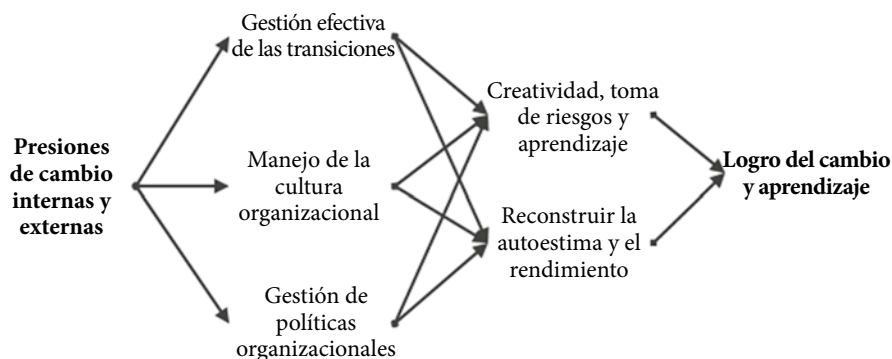 Presiones
de cambio
internas y
externas
Gestión efectiva
de las transiciones
Manejo de la
cultura
organizacional
Gestión de
políticas
organizacionales
Creatividad, toma
de riesgos y
aprendizaje
Reconstruir la
autoestima y el
rendimiento
Logro del cambio
y aprendizaje